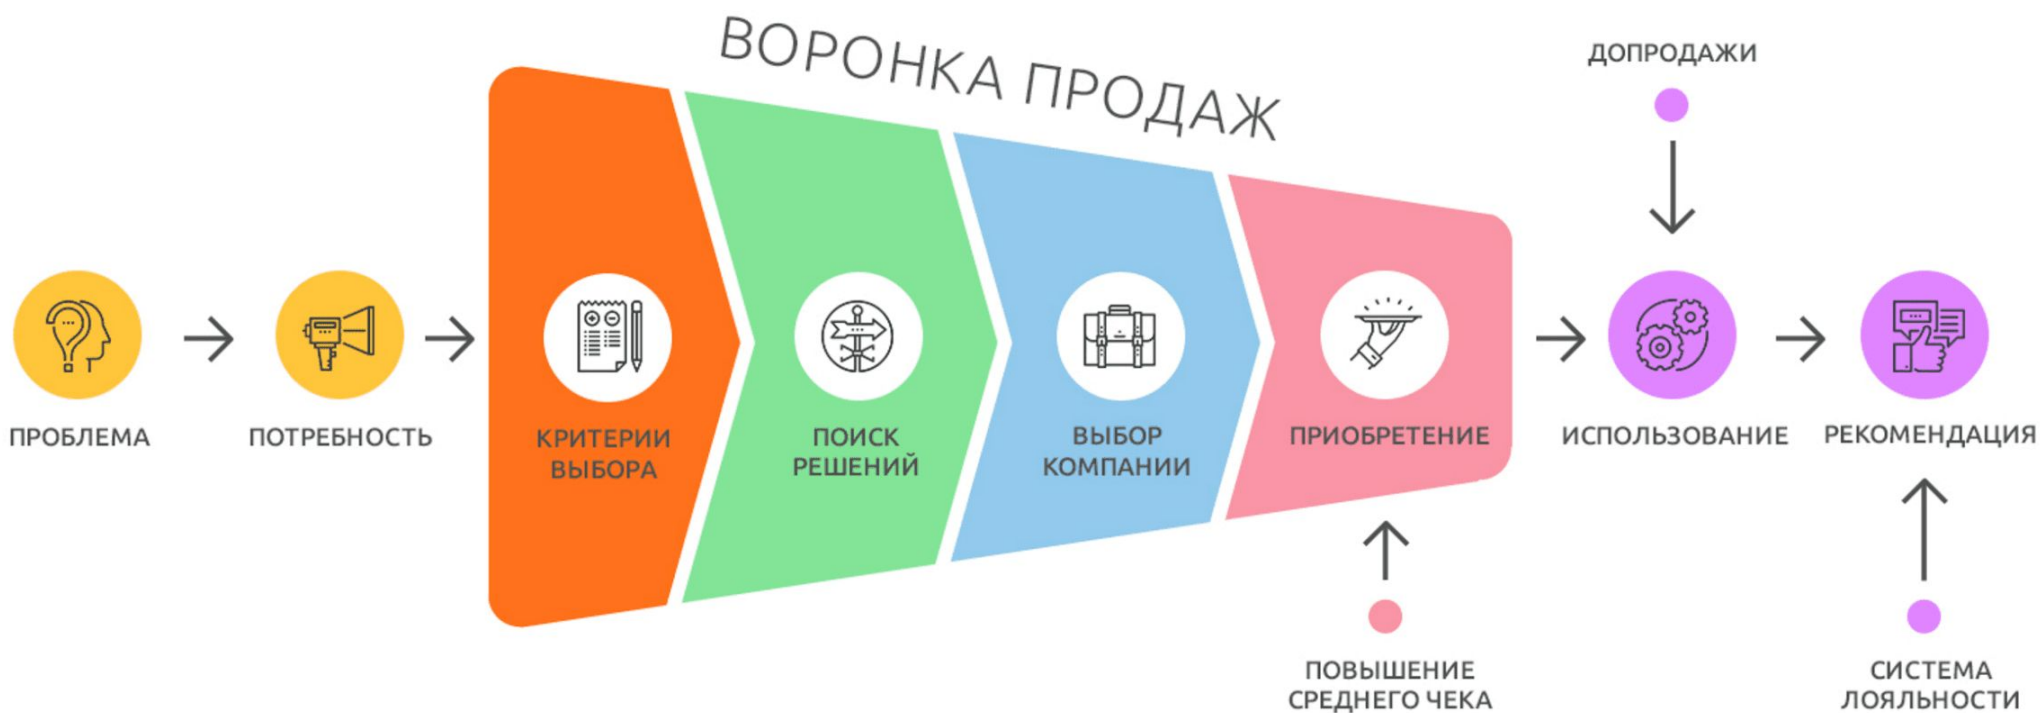 ВОРОНКА ПРОДАЖ
ДОПРОДАЖИ
ПРОБЛЕМА
ПОТРЕБНОСТЬ
КРИТЕРИИ
ВЫБОРА
ПОИСК
РЕШЕНИЙ
ВЫБОР
КОМПАНИИ
ПРИОБРЕТЕНИЕ
ИСПОЛЬЗОВАНИЕ
РЕКОМЕНДАЦИЯ
ПОВЫШЕНИЕ
СРЕДНЕГО ЧЕКА
СИСТЕМА
ЛОЯЛЬНОСТИ